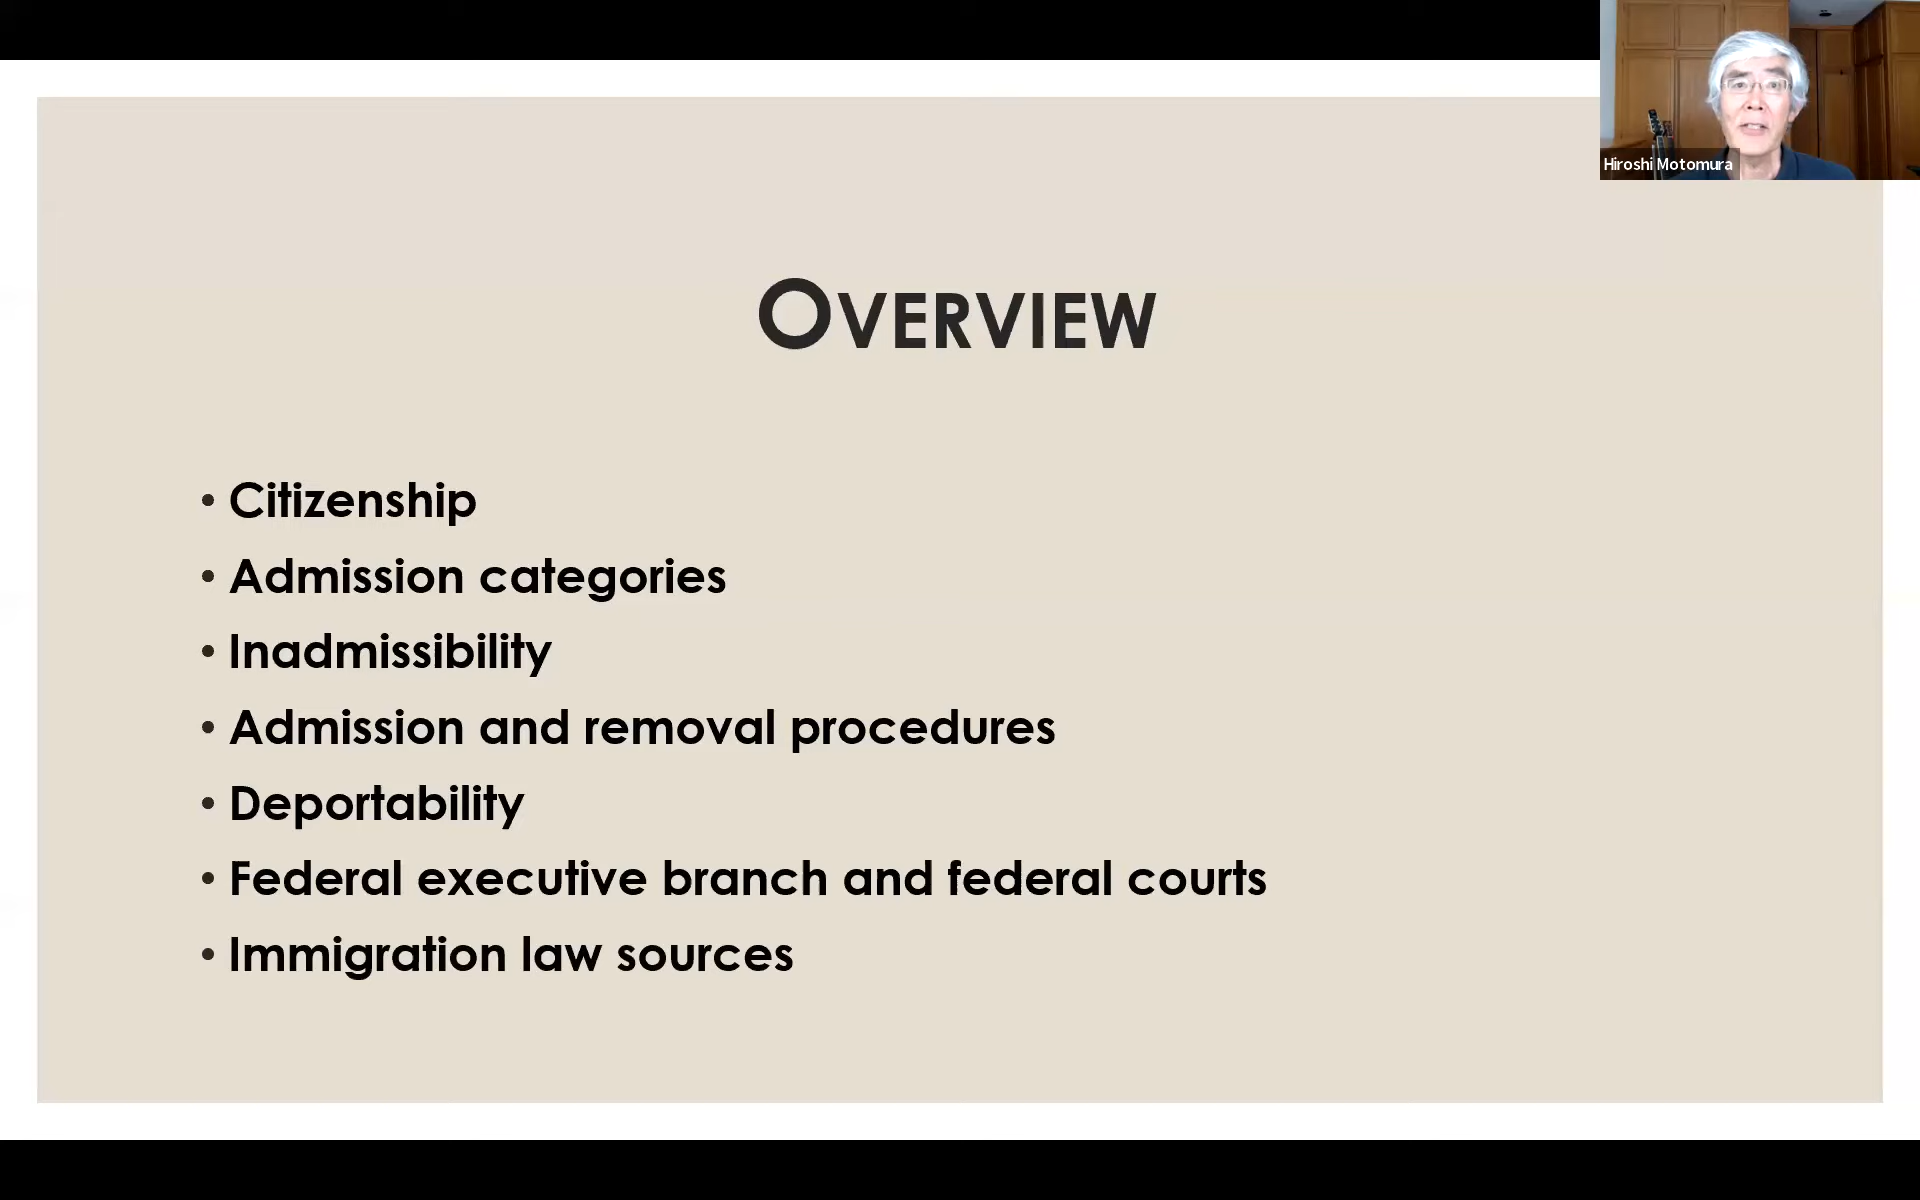 Hiroshi Motomura
OVERVIEW
• Citizenship
• Admission categories
• Inadmissibility
• Admission and removal procedures
• Deportability
• Federal executive branch and federal courts
• Immigration law sources